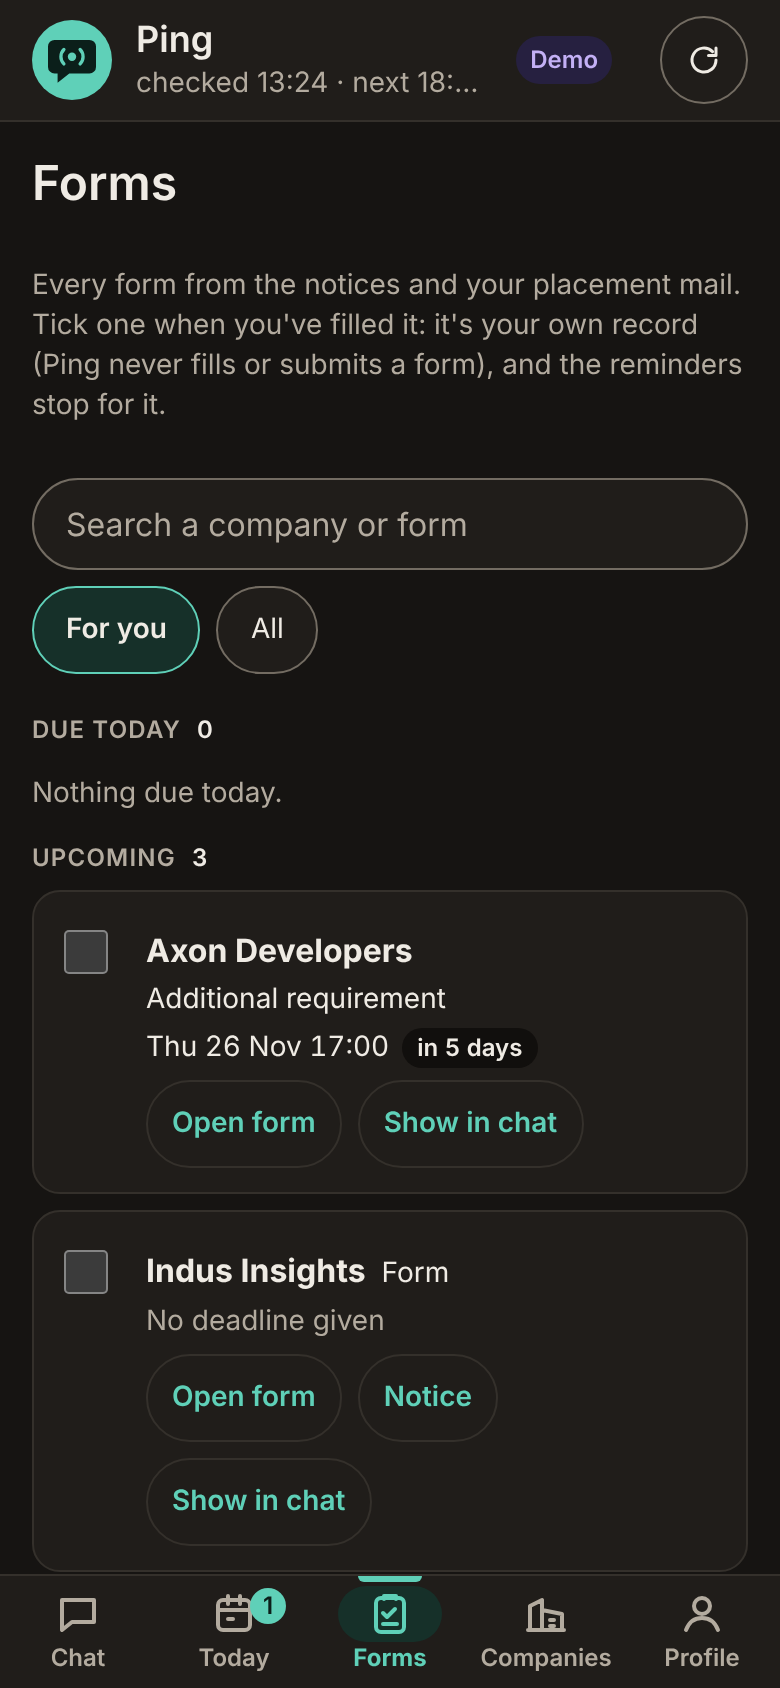 Ping
checked 13:24 · next 18:...
Demo
Forms
Every form from the notices and your placement mail.
Tick one when you've filled it: it's your own record
(Ping never fills or submits a form), and the reminders
stop for it.
Search a company or form
For you
All
DUE TODAY 0
Nothing due today.
UPCOMING 3
Axon Developers
Additional requirement
Thu 26 Nov 17:00 in 5 days
Open form
Show in chat
Indus Insights Form
No deadline given
Open form
Notice
Show in chat
1
Chat
Today
Forms
Companies
Profile